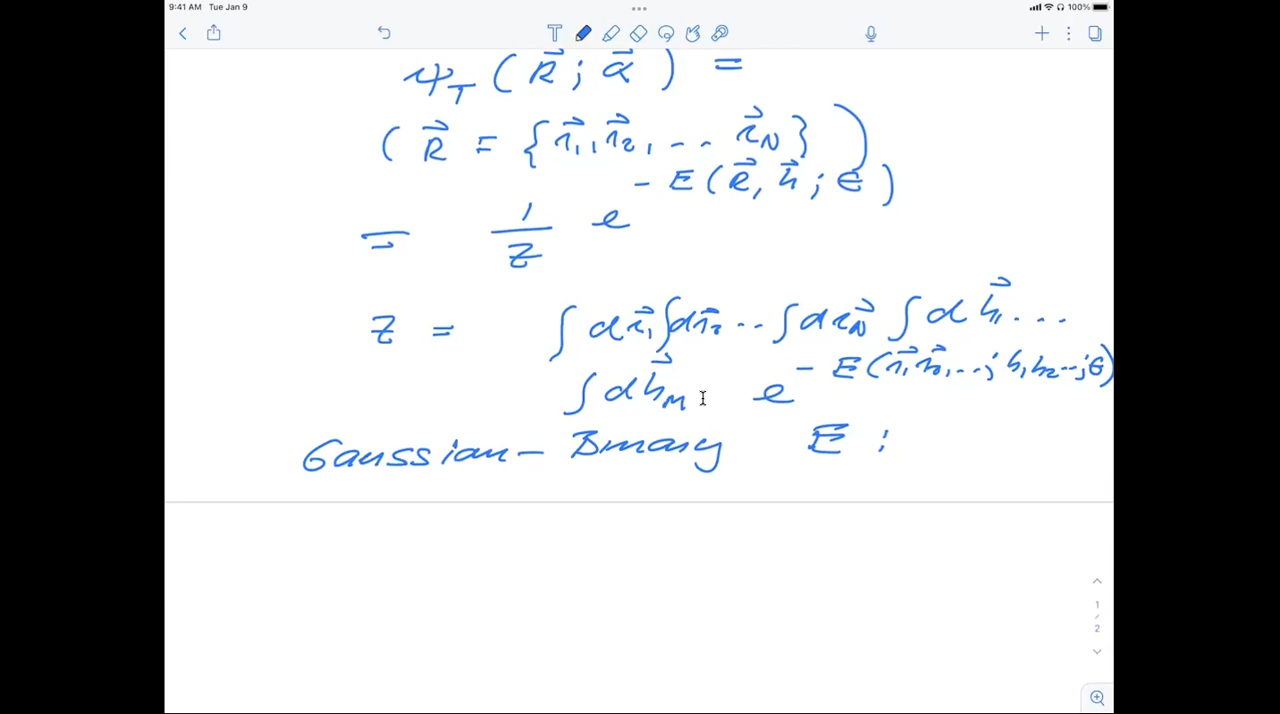 9:41 AM Tue Jan 9
100%
ψ_T ( R⃗ ; α⃗ ) =
( R⃗ = { r⃗₁, r⃗₂, ... r⃗_N } )
= 1/Z e^{- E ( R⃗, h⃗ ; Θ )}
Z = ∫ dr⃗₁ ∫ dr⃗₂ ... ∫ dr⃗_N ∫ dh⃗₁ ...
∫ dh⃗_M e^{- E ( r⃗₁ r⃗₂, ... ; h₁ h₂ ... ; Θ )}
Gaussian - Binary E :
1
/
2